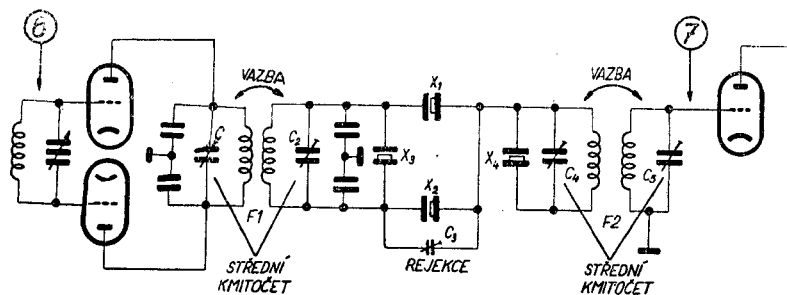 6
7
VAZBA
VAZBA
X₁
C
C₂
X₃
X₄
C₄
C₅
X₂
F1
F2
C₃
REJEKCE
STŘEDNÍ
KMITOČET
STŘEDNÍ
KMITOČET